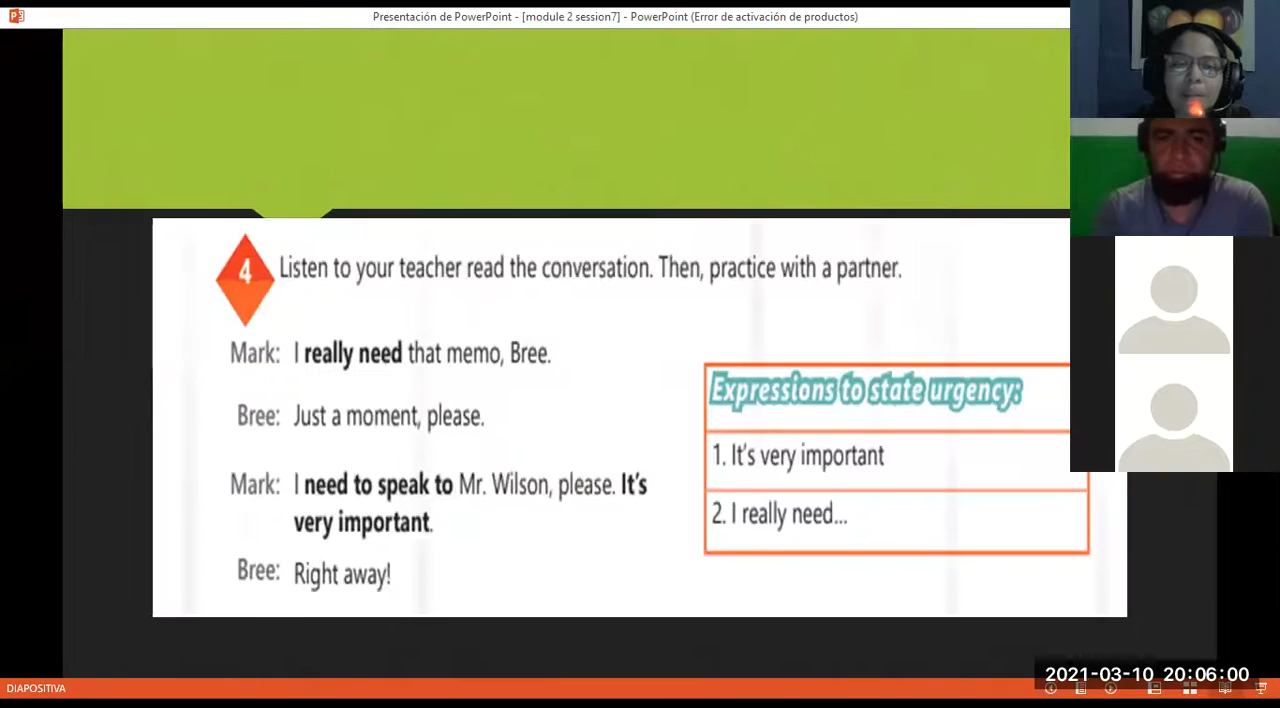 Presentación de PowerPoint - [module 2 session7] - PowerPoint (Error de activación de productos)
4
Listen to your teacher read the conversation. Then, practice with a partner.
Mark: I really need that memo, Bree.
Bree: Just a moment, please.
Mark: I need to speak to Mr. Wilson, please. It's
very important.
Bree: Right away!
Expressions to state urgency:
1. It's very important
2. I really need...
2021-03-10 20:06:00
DIAPOSITIVA